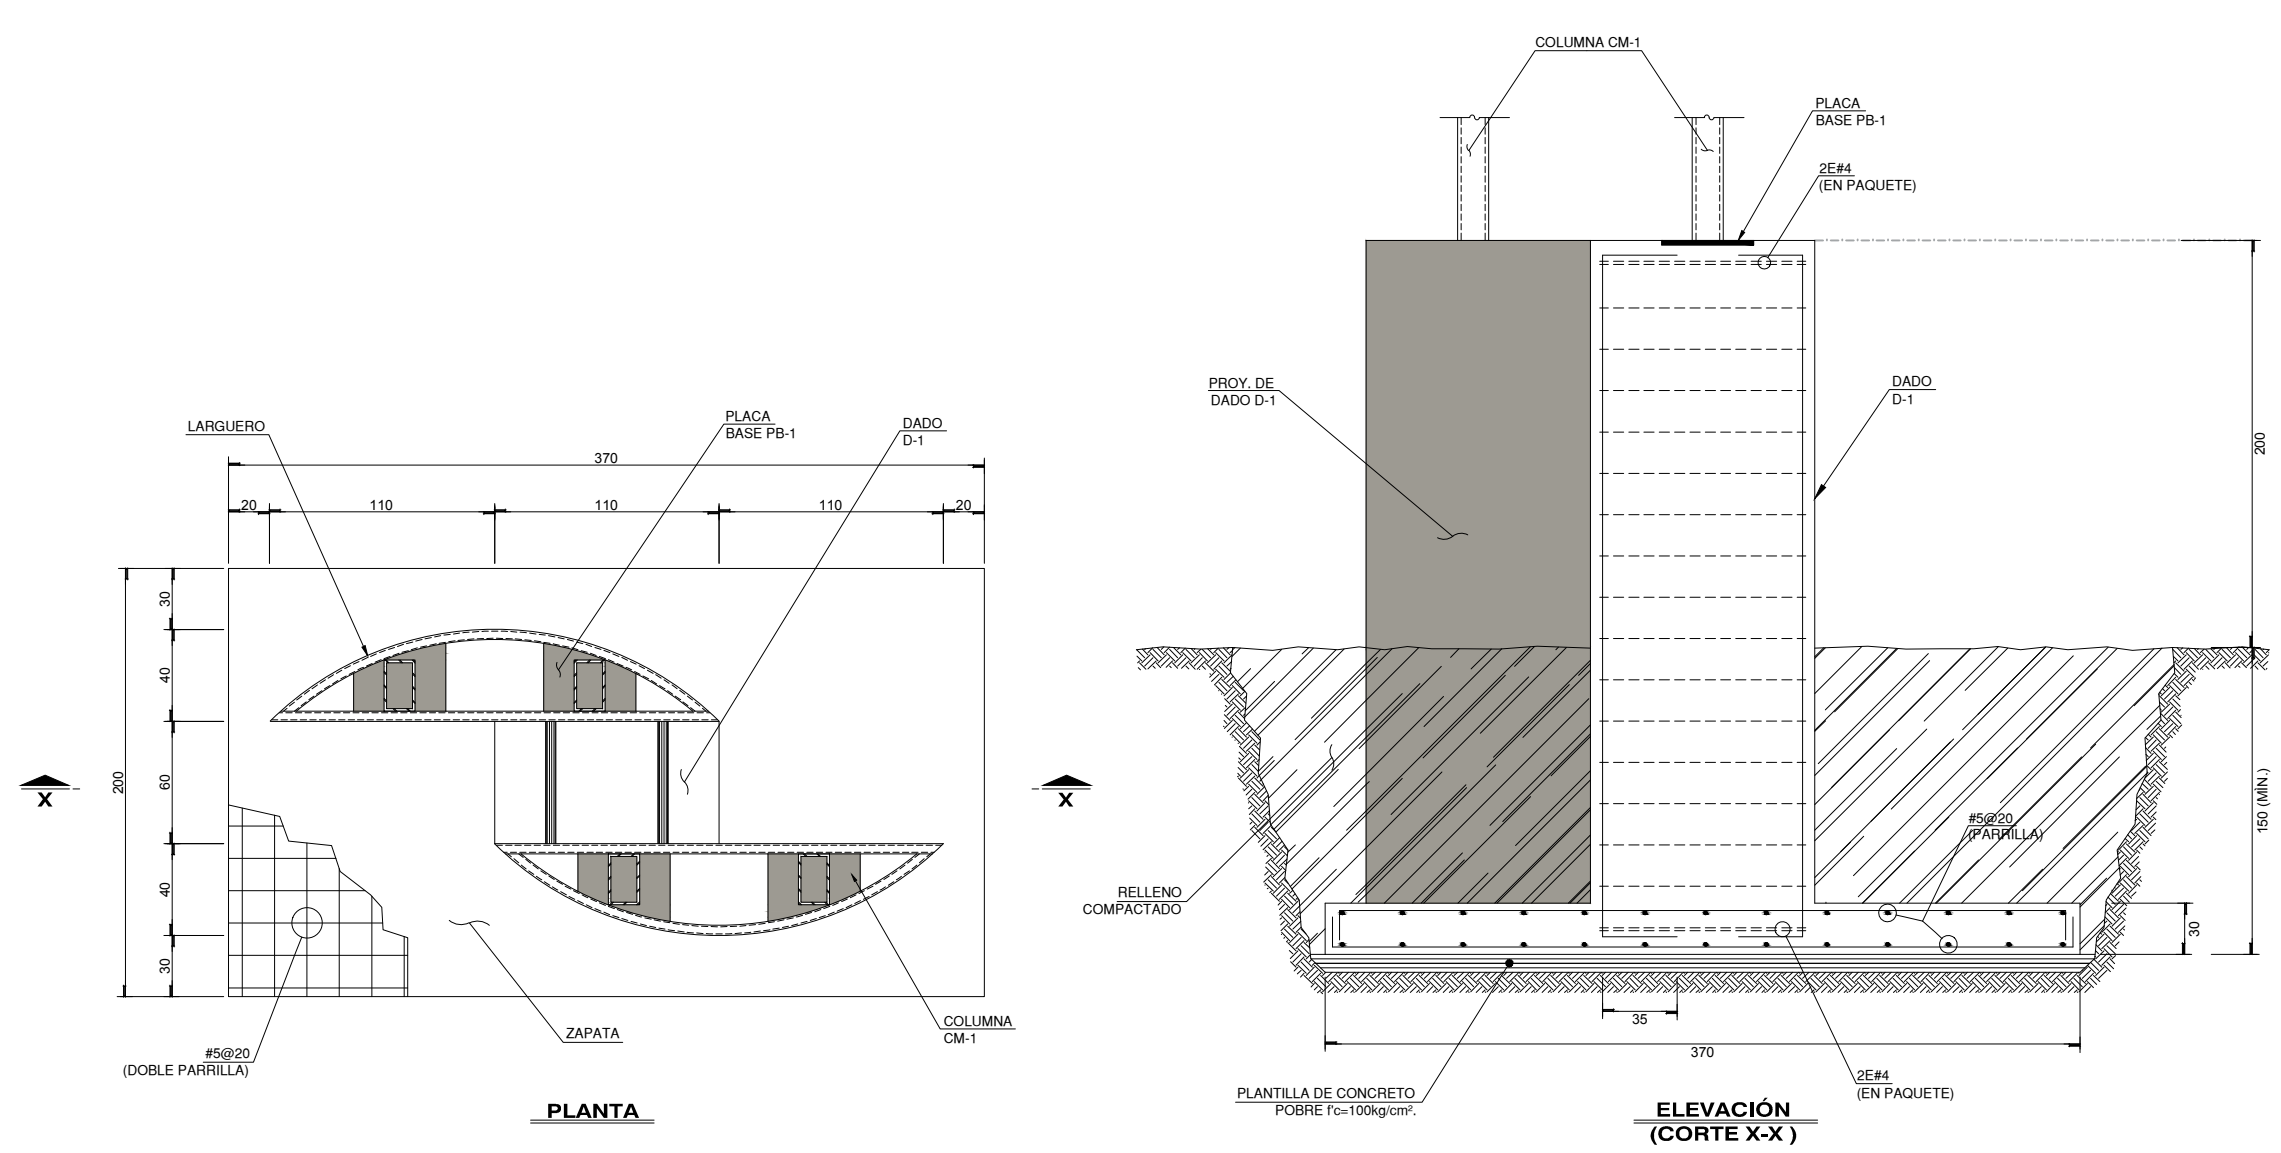 LARGUERO
PLACA
BASE PB-1
DADO
D-1
370
20
110
110
110
20
200
30
40
60
40
30
X
X
#5@20
(DOBLE PARRILLA)
ZAPATA
COLUMNA
CM-1
PLANTA
COLUMNA CM-1
PLACA
BASE PB-1
2E#4
(EN PAQUETE)
PROY. DE
DADO D-1
DADO
D-1
200
150 (MÍN.)
#5@20
(PARRILLA)
RELLENO
COMPACTADO
30
35
370
PLANTILLA DE CONCRETO
POBRE f'c=100kg/cm².
2E#4
(EN PAQUETE)
ELEVACIÓN
(CORTE X-X )